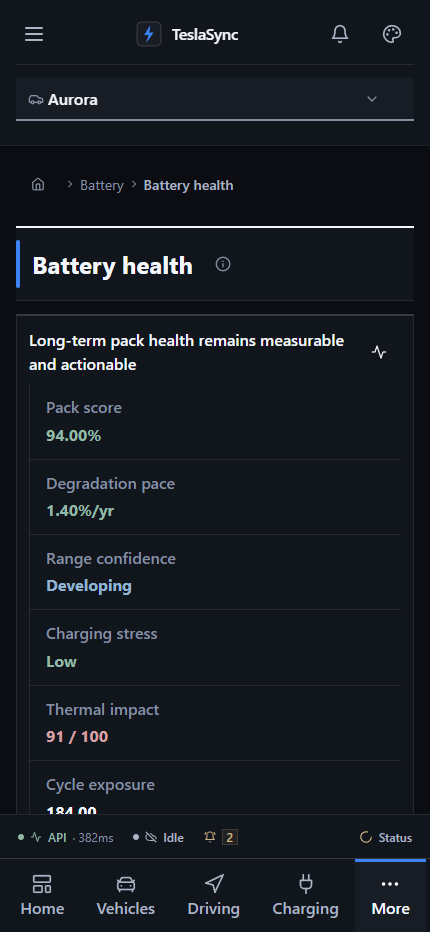 TeslaSync
Aurora
Battery
Battery health
Battery health
Long-term pack health remains measurable
and actionable
Pack score
94.00%
Degradation pace
1.40%/yr
Range confidence
Developing
Charging stress
Low
Thermal impact
91 / 100
Cycle exposure
184.00
API · 382ms
Idle
2
Status
Home
Vehicles
Driving
Charging
More